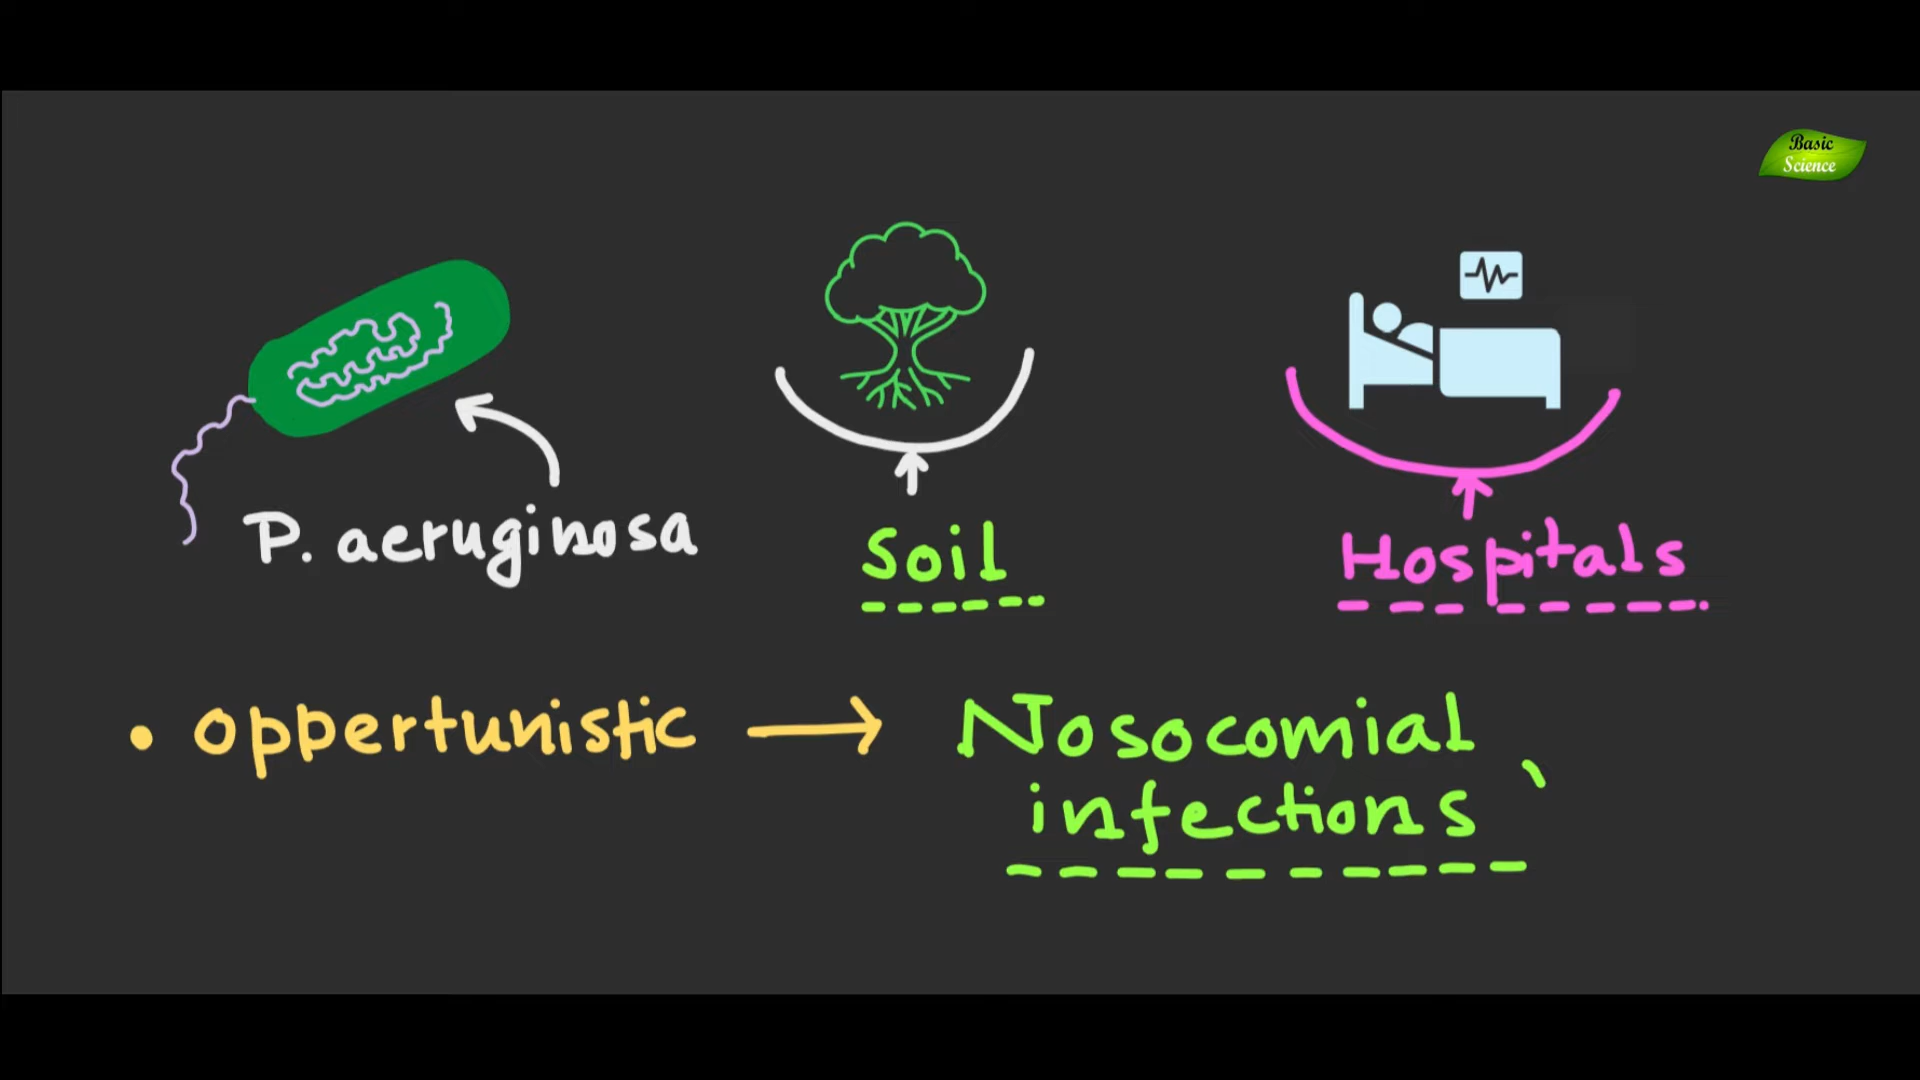 Basic
Science
P. aeruginosa
Soil
Hospitals
• oppertunistic → Nosocomial
infections